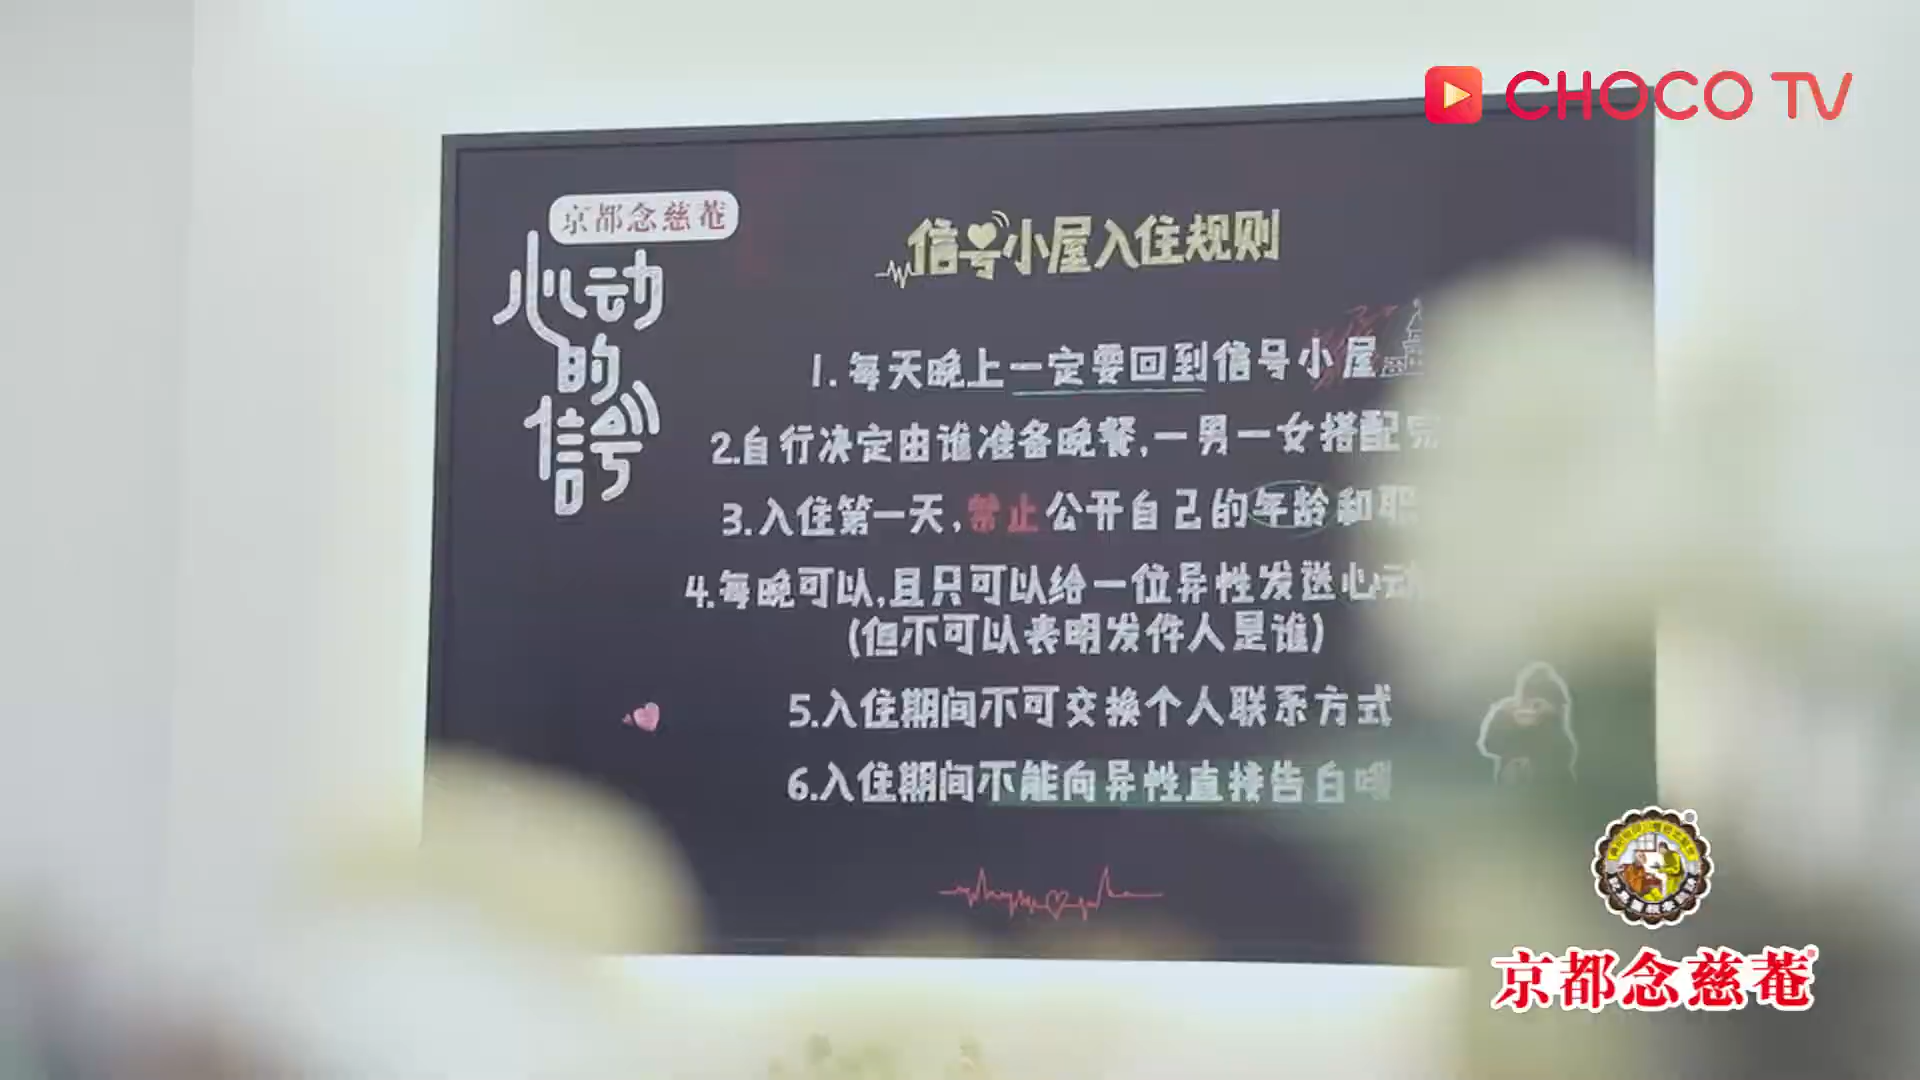 CHOCO TV
京都念慈菴
心动
的
信号
信号小屋入住规则
1.每天晚上一定要回到信号小屋
2.自行决定由谁准备晚餐,一男一女搭配完
3.入住第一天,禁止公开自己的年龄和职
4.每晚可以,且只可以给一位异性发送心动
(但不可以表明发件人是谁)
5.入住期间不可交换个人联系方式
6.入住期间不能向异性直接告白哦
京都念慈菴